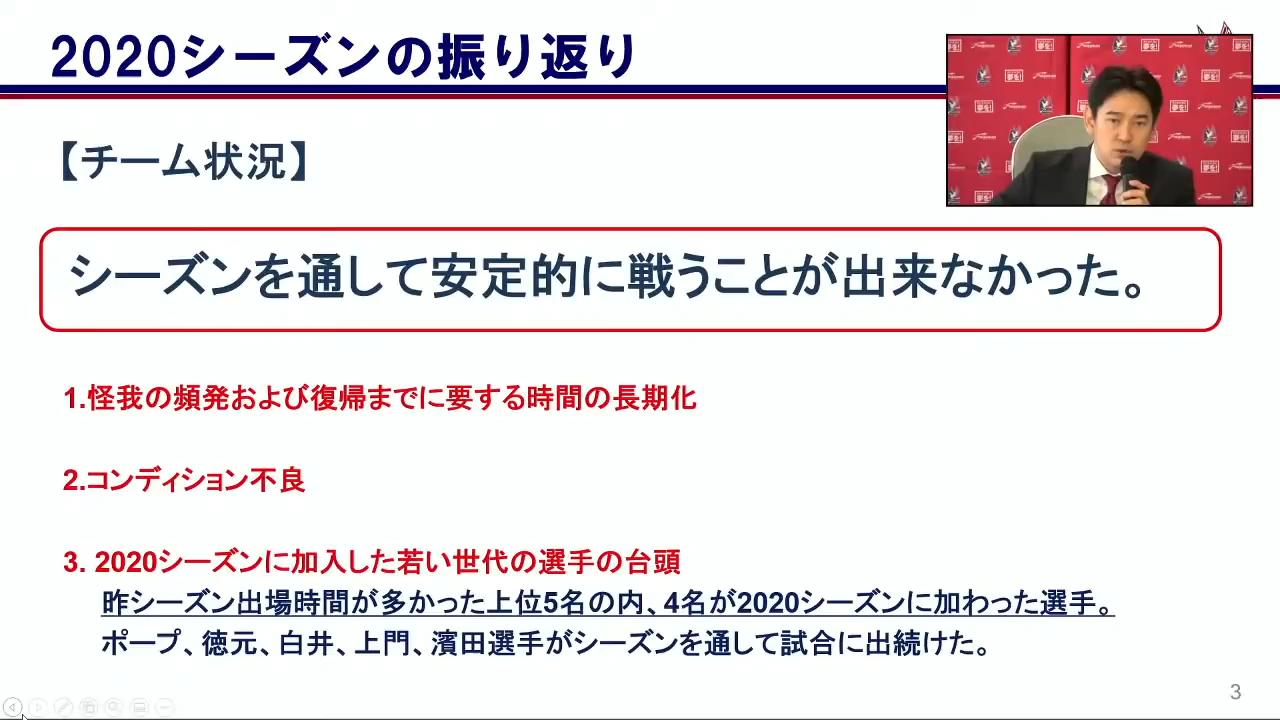 2020シーズンの振り返り
【チーム状況】
シーズンを通して安定的に戦うことが出来なかった。
1.怪我の頻発および復帰までに要する時間の長期化
2.コンディション不良
3. 2020シーズンに加入した若い世代の選手の台頭
昨シーズン出場時間が多かった上位5名の内、4名が2020シーズンに加わった選手。
ポープ、徳元、白井、上門、濱田選手がシーズンを通して試合に出続けた。
3